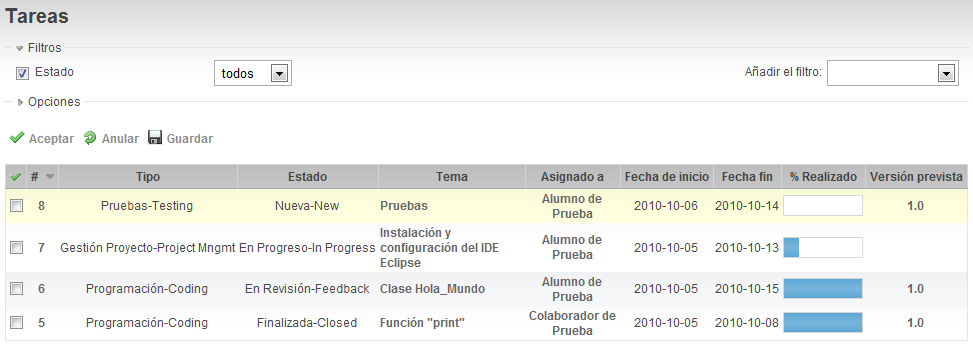 Tareas
Filtros
Estado todos Añadir el filtro:
Opciones
Aceptar Anular Guardar
# Tipo Estado Tema Asignado a Fecha de inicio Fecha fin % Realizado Versión prevista
8 Pruebas-Testing Nueva-New Pruebas Alumno de Prueba 2010-10-06 2010-10-14 1.0
7 Gestión Proyecto-Project Mngmt En Progreso-In Progress Instalación y configuración del IDE Eclipse Alumno de Prueba 2010-10-05 2010-10-13 1.0
6 Programación-Coding En Revisión-Feedback Clase Hola_Mundo Alumno de Prueba 2010-10-05 2010-10-15 1.0
5 Programación-Coding Finalizada-Closed Función "print" Colaborador de Prueba 2010-10-05 2010-10-08 1.0